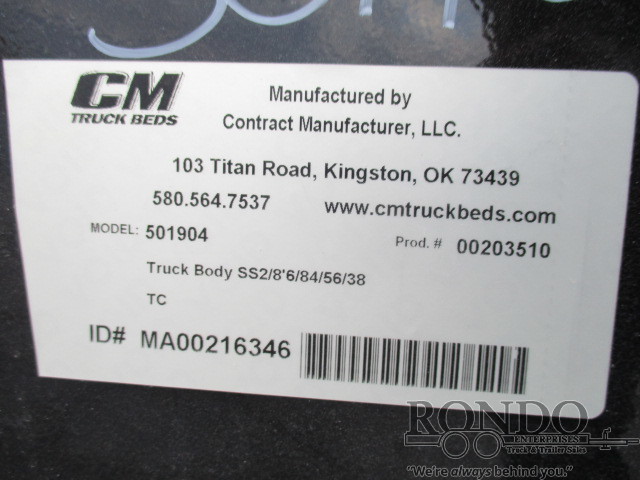 CM
TRUCK BEDS
Manufactured by
Contract Manufacturer, LLC.
103 Titan Road, Kingston, OK 73439
580.564.7537 www.cmtruckbeds.com
MODEL: 501904 Prod. # 00203510
Truck Body SS2/8'6/84/56/38
TC
ID# MA00216346
RONDO
ENTERPRISES
Truck & Trailer Sales
"We're always behind you."